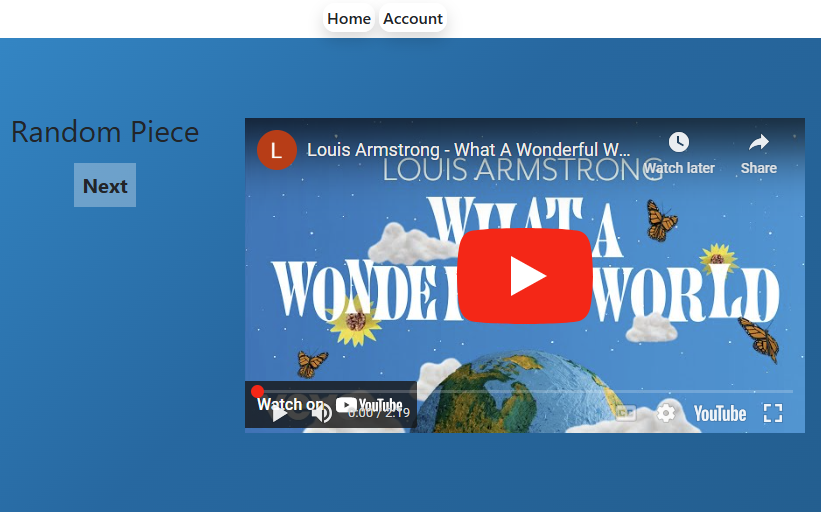 Home Account
Random Piece
Next
L Louis Armstrong - What A Wonderful W...
Watch later Share
LOUIS ARMSTRONG
WHAT A
WONDE WORLD
Watch on YouTube
0:00 / 2:19
CC YouTube